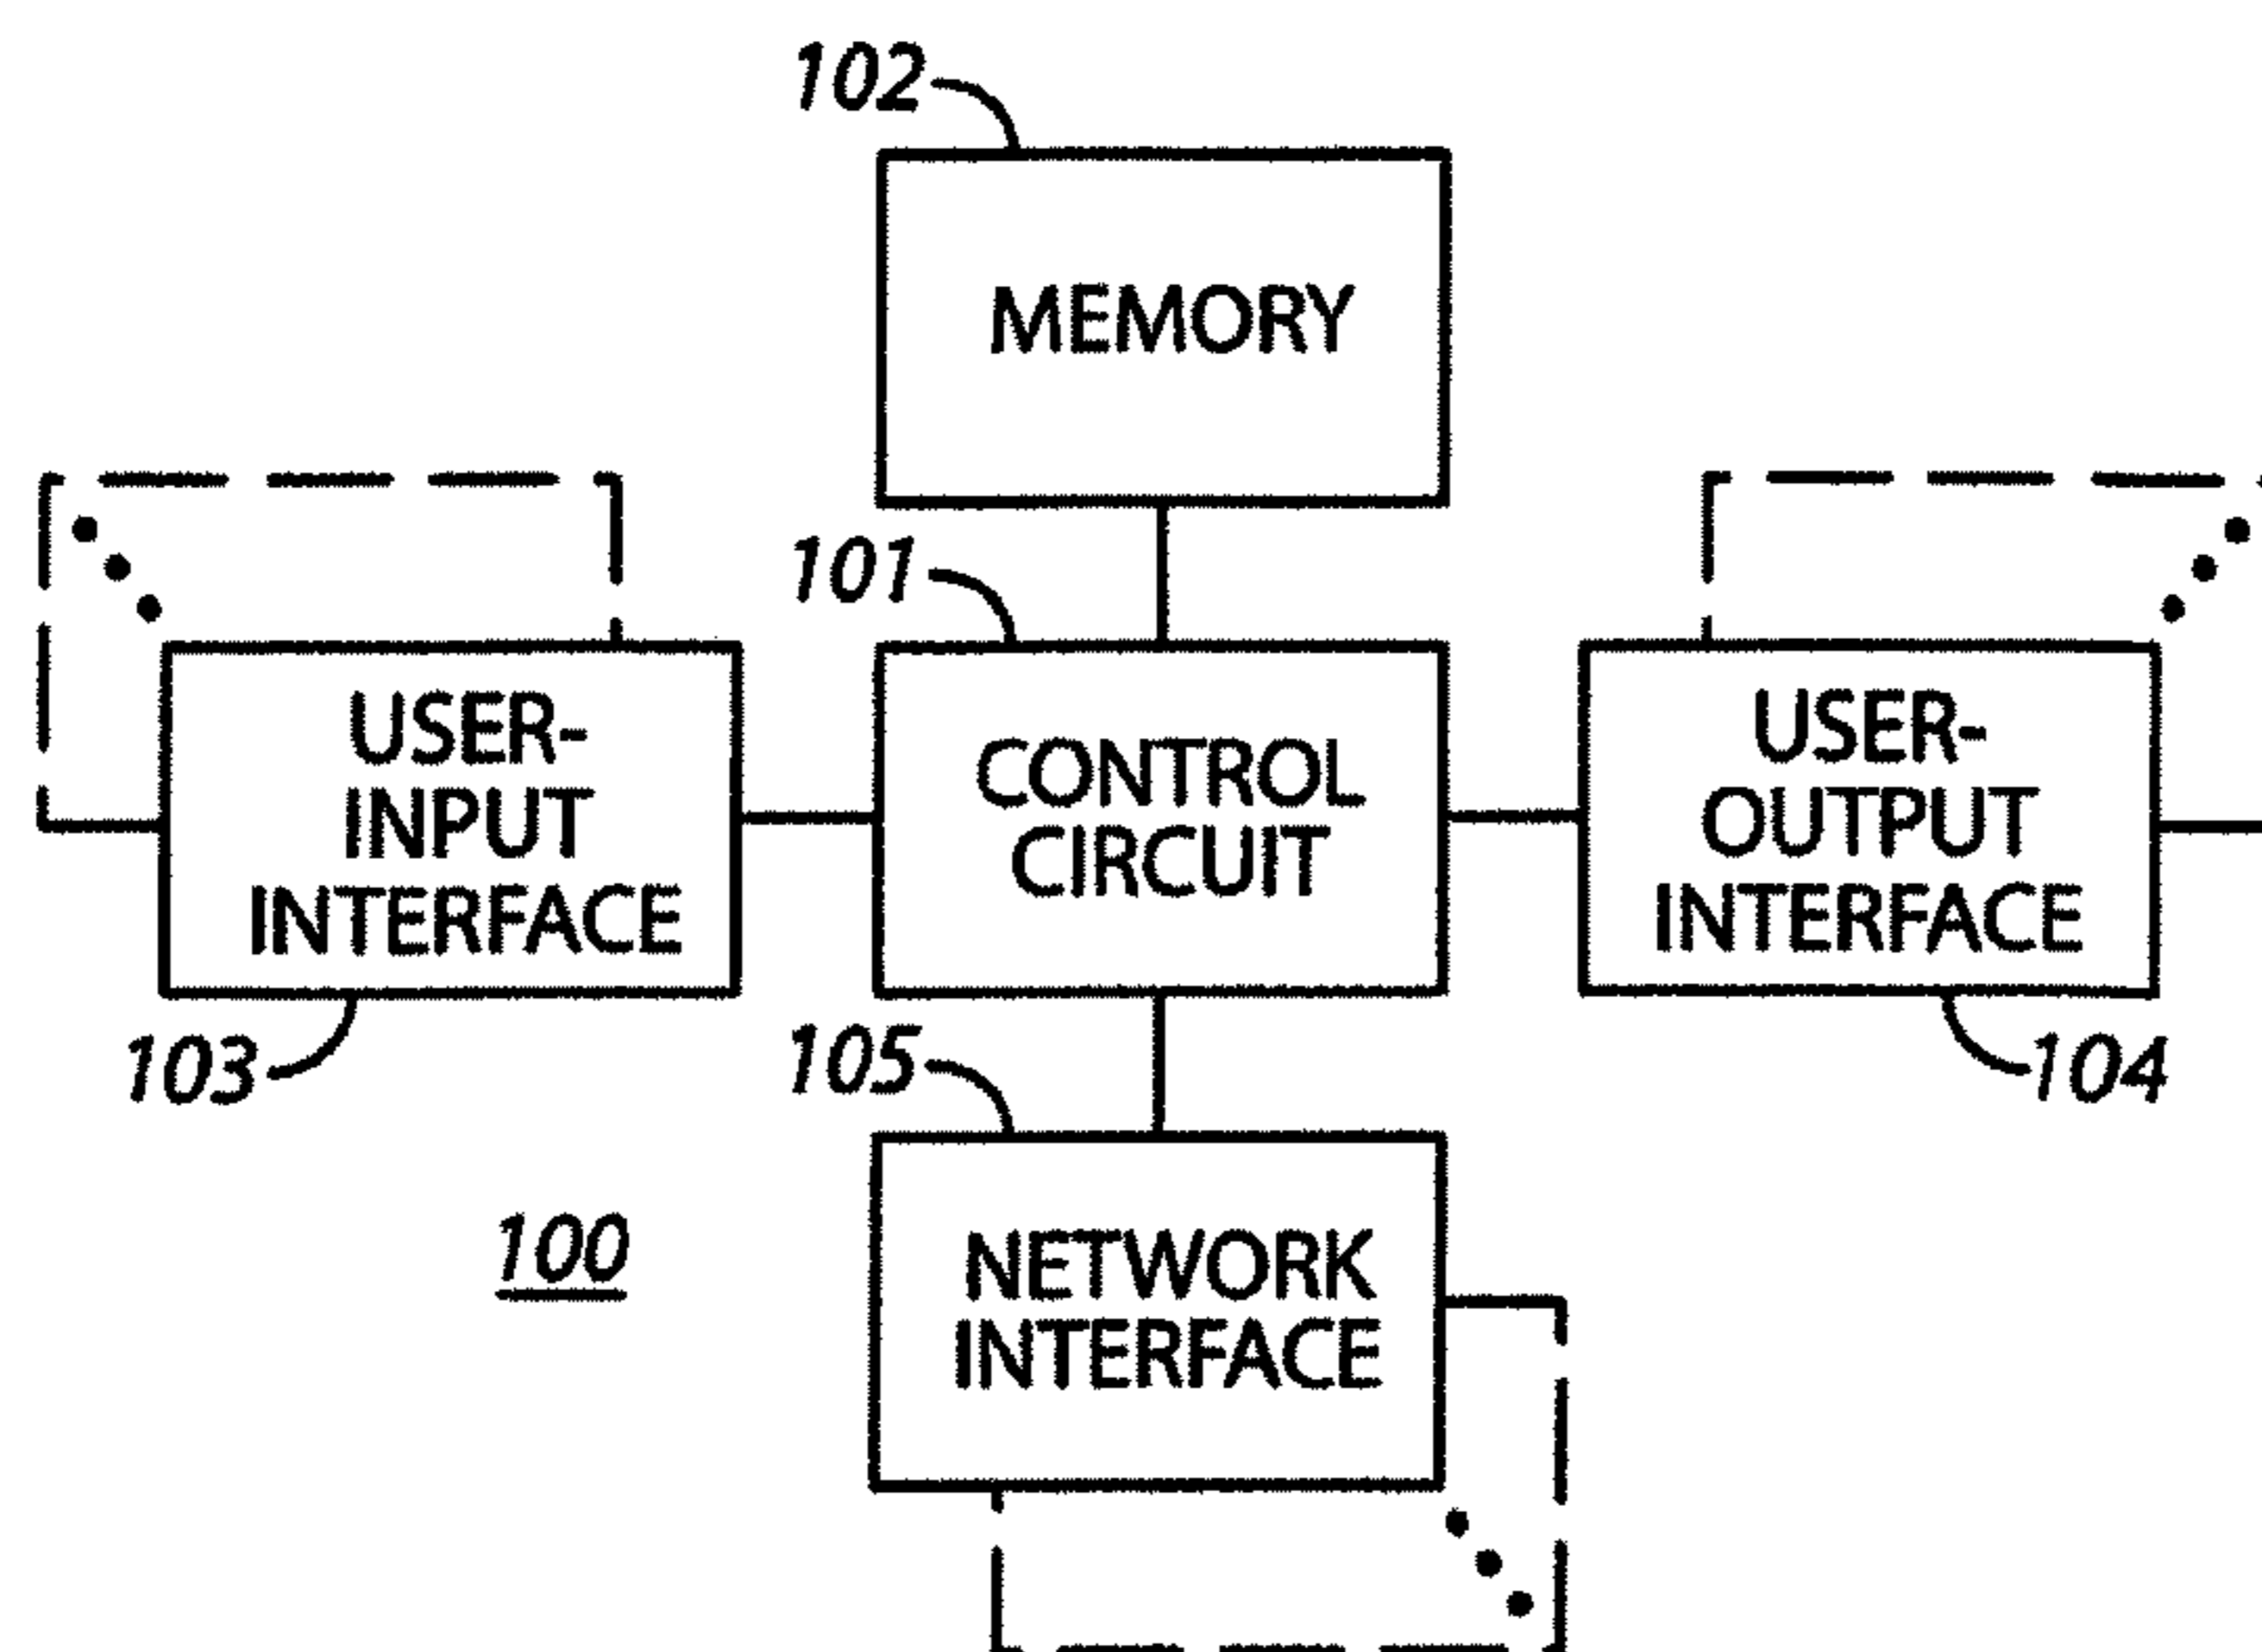 102
MEMORY
101
USER-
INPUT
INTERFACE
CONTROL
CIRCUIT
USER-
OUTPUT
INTERFACE
103
105
104
100
NETWORK
INTERFACE